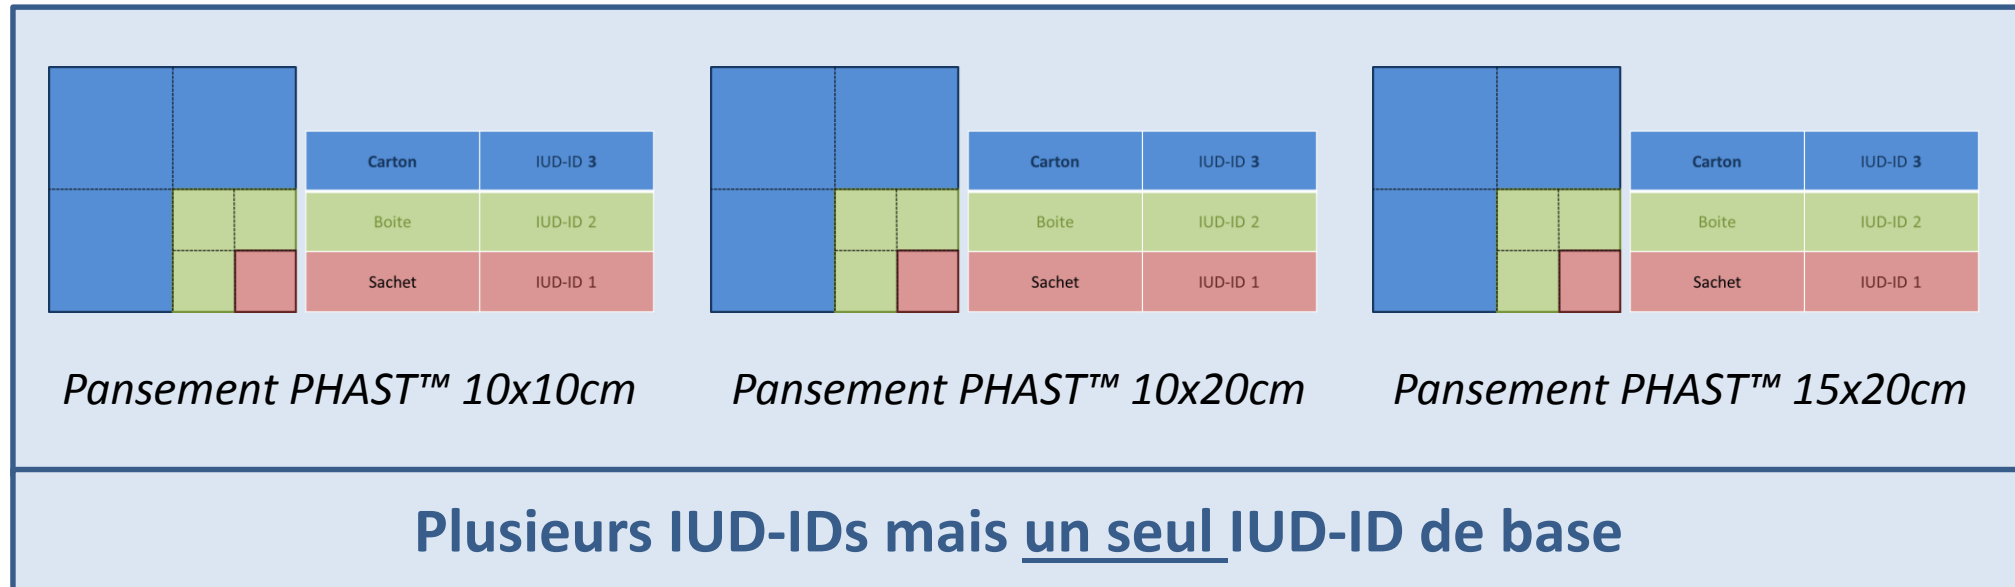 Carton IUD-ID 3
Boite IUD-ID 2
Sachet IUD-ID 1
Pansement PHAST™ 10x10cm
Carton IUD-ID 3
Boite IUD-ID 2
Sachet IUD-ID 1
Pansement PHAST™ 10x20cm
Carton IUD-ID 3
Boite IUD-ID 2
Sachet IUD-ID 1
Pansement PHAST™ 15x20cm
Plusieurs IUD-IDs mais un seul IUD-ID de base